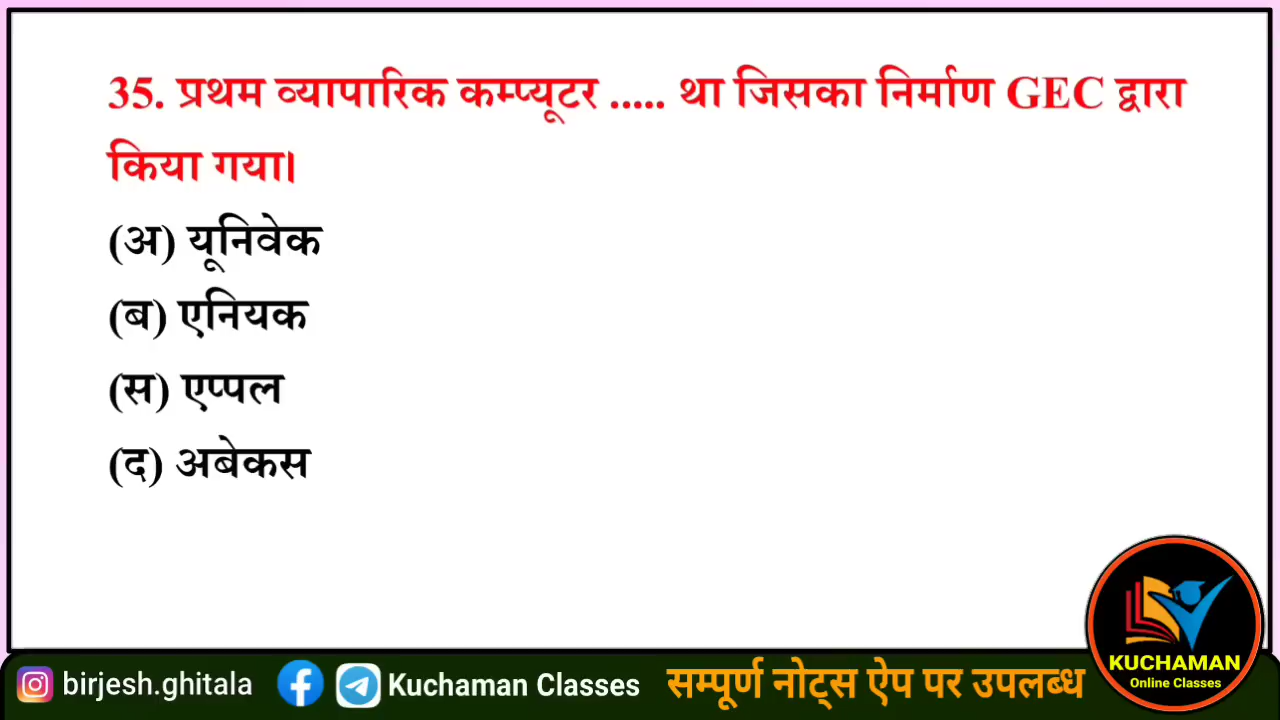 35. प्रथम व्यापारिक कम्प्यूटर ..... था जिसका निर्माण GEC द्वारा
किया गया।
(अ) यूनिवेक
(ब) एनियक
(स) एप्पल
(द) अबेकस
KUCHAMAN
Online Classes
birjesh.ghitala Kuchaman Classes सम्पूर्ण नोट्स ऐप पर उपलब्ध